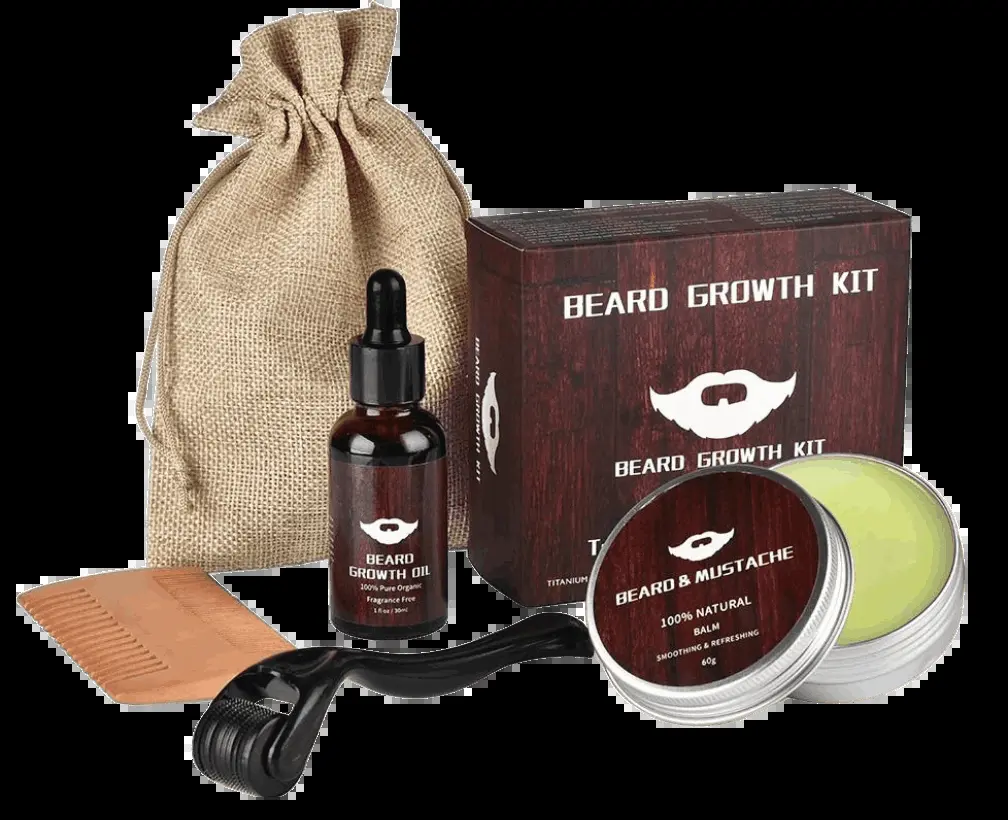 BEARD GROWTH KIT
BEARD GROWTH KIT
BEARD GROWTH KIT
TITANIUM
BEARD
GROWTH OIL
100% Pure Organic
Fragrance Free
1 fl oz / 30ml
BEARD & MUSTACHE
100% NATURAL
BALM
SMOOTHING & REFRESHING
60g